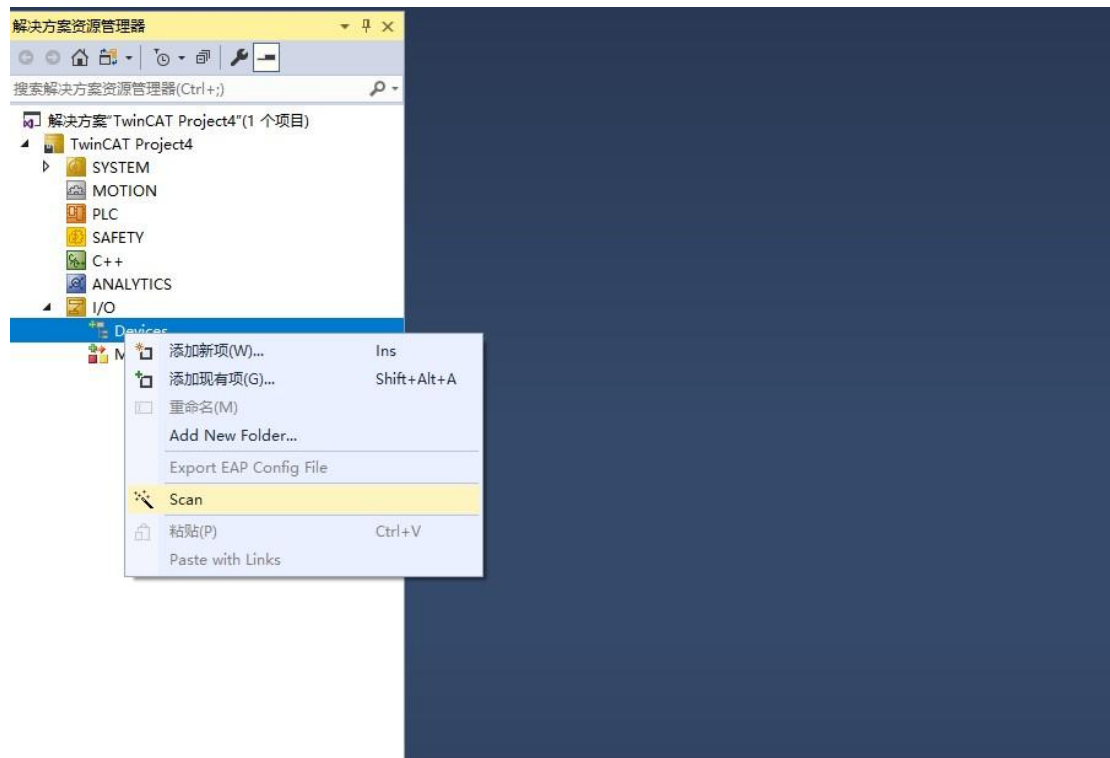 解决方案资源管理器
搜索解决方案资源管理器(Ctrl+;)
解决方案"TwinCAT Project4"(1 个项目)
TwinCAT Project4
SYSTEM
MOTION
PLC
SAFETY
C++
ANALYTICS
I/O
Devices
M
添加新项(W)... Ins
添加现有项(G)... Shift+Alt+A
重命名(M)
Add New Folder...
Export EAP Config File
Scan
粘贴(P) Ctrl+V
Paste with Links